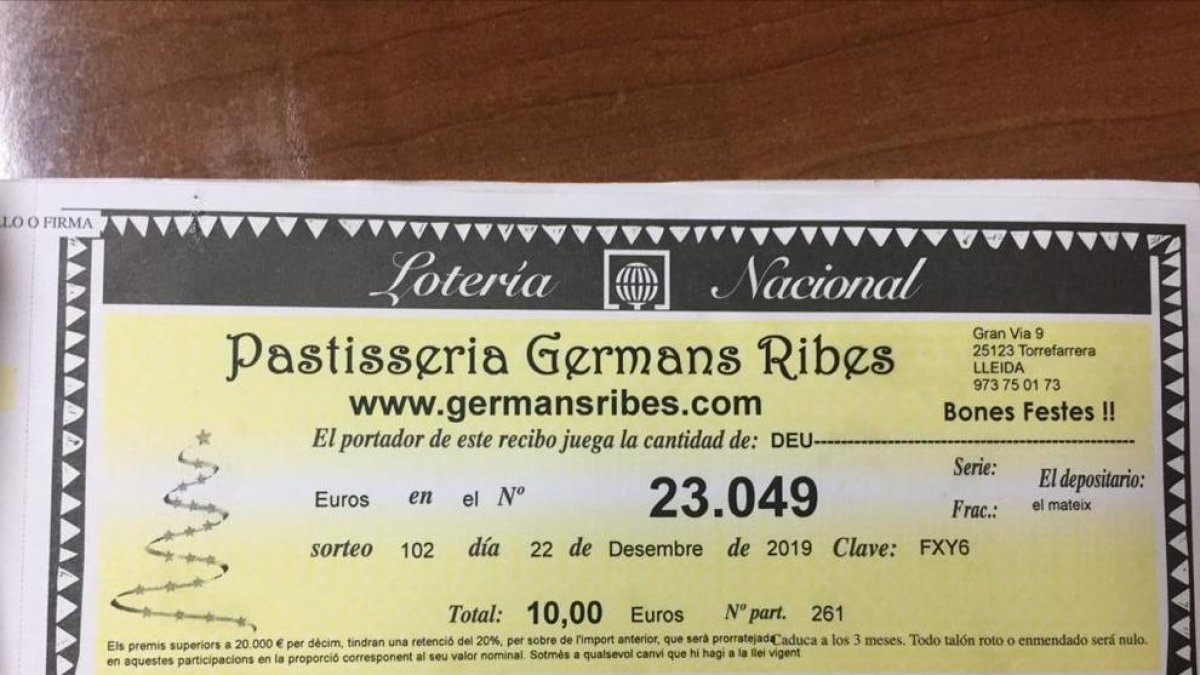 LLO O FIRMA
Lotería Nacional
Pastisseria Germans Ribes
www.germansribes.com
Gran Via 9
25123 Torrefarrera
LLEIDA
973 75 01 73
Bones Festes !!
El portador de este recibo juega la cantidad de: DEU------------------------------------------------
Euros en el Nº 23.049
Serie:
Frac.:
El depositario:
el mateix
sorteo 102 día 22 de Desembre de 2019 Clave: FXY6
Total: 10,00 Euros Nº part. 261
Els premis superiors a 20.000 € per dècim, tindran una retenció del 20%, per sobre de l'import anterior, que serà prorratejada Caduca a los 3 meses. Todo talón roto o enmendado será nulo.
en aquestes participacions en la proporció corresponent al seu valor nominal. Sotmès a qualsevol canvi que hi hagi a la llei vigent